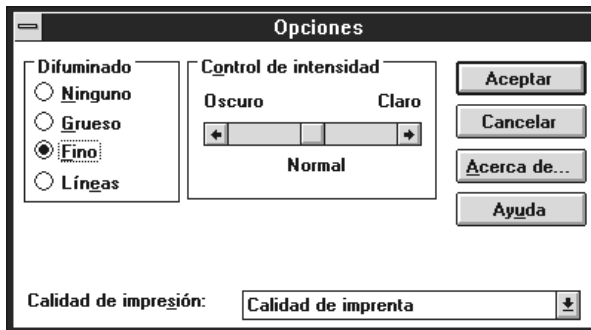 Opciones
Difuminado
Ninguno
Grueso
Fino
Líneas
Control de intensidad
Oscuro Claro
Normal
Aceptar
Cancelar
Acerca de...
Ayuda
Calidad de impresión: Calidad de imprenta